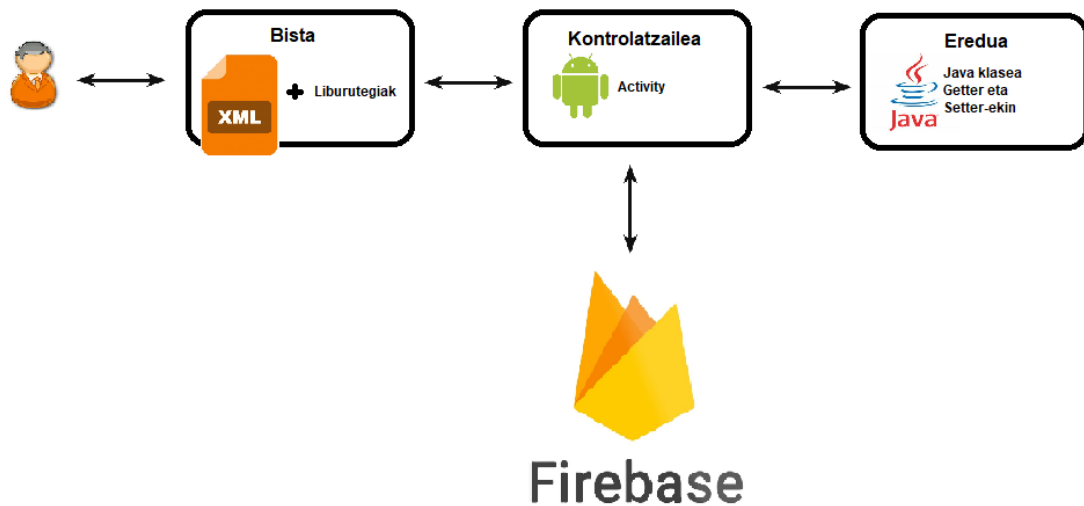 Bista
XML
Liburutegiak
Kontrolatzailea
Activity
Eredua
Java klasea
Getter eta
Setter-ekin
Java
Firebase